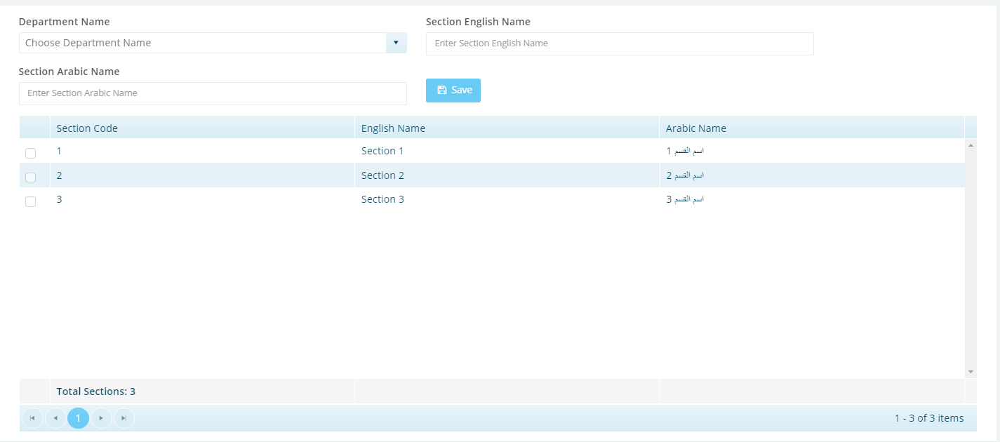 Department Name Section English Name
Choose Department Name Enter Section English Name
Section Arabic Name
Enter Section Arabic Name Save
Section Code English Name Arabic Name
1 Section 1 اسم القسم 1
2 Section 2 اسم القسم 2
3 Section 3 اسم القسم 3
Total Sections: 3
1 1 - 3 of 3 items